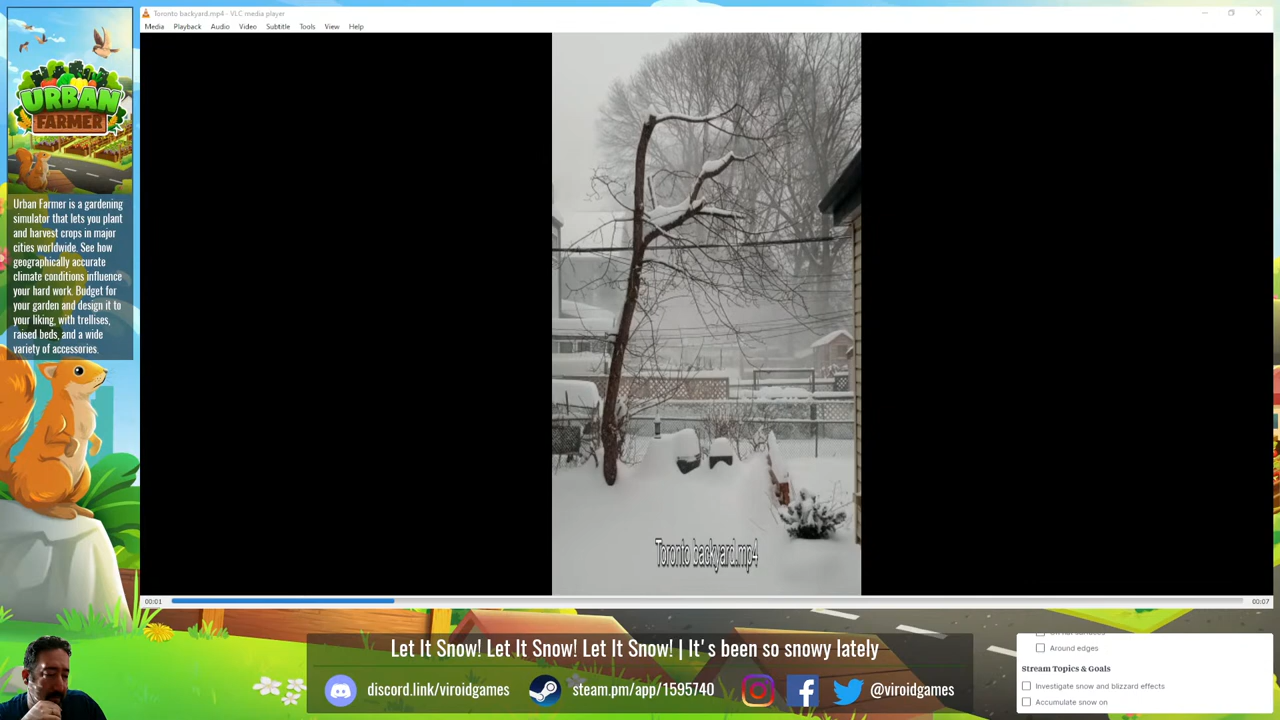 Toronto backyard.mp4 - VLC media player
Media Playback Audio Video Subtitle Tools View Help
URBAN
FARMER
Urban Farmer is a gardening
simulator that lets you plant
and harvest crops in major
cities worldwide. See how
geographically accurate
climate conditions influence
your hard work. Budget for
your garden and design it to
your liking, with trellises,
raised beds, and a wide
variety of accessories.
Toronto backyard.mp4
00:01
00:07
Let It Snow! Let It Snow! Let It Snow! | It's been so snowy lately
discord.link/viroidgames
steam.pm/app/1595740
@viroidgames
Around edges
Stream Topics & Goals
Investigate snow and blizzard effects
Accumulate snow on